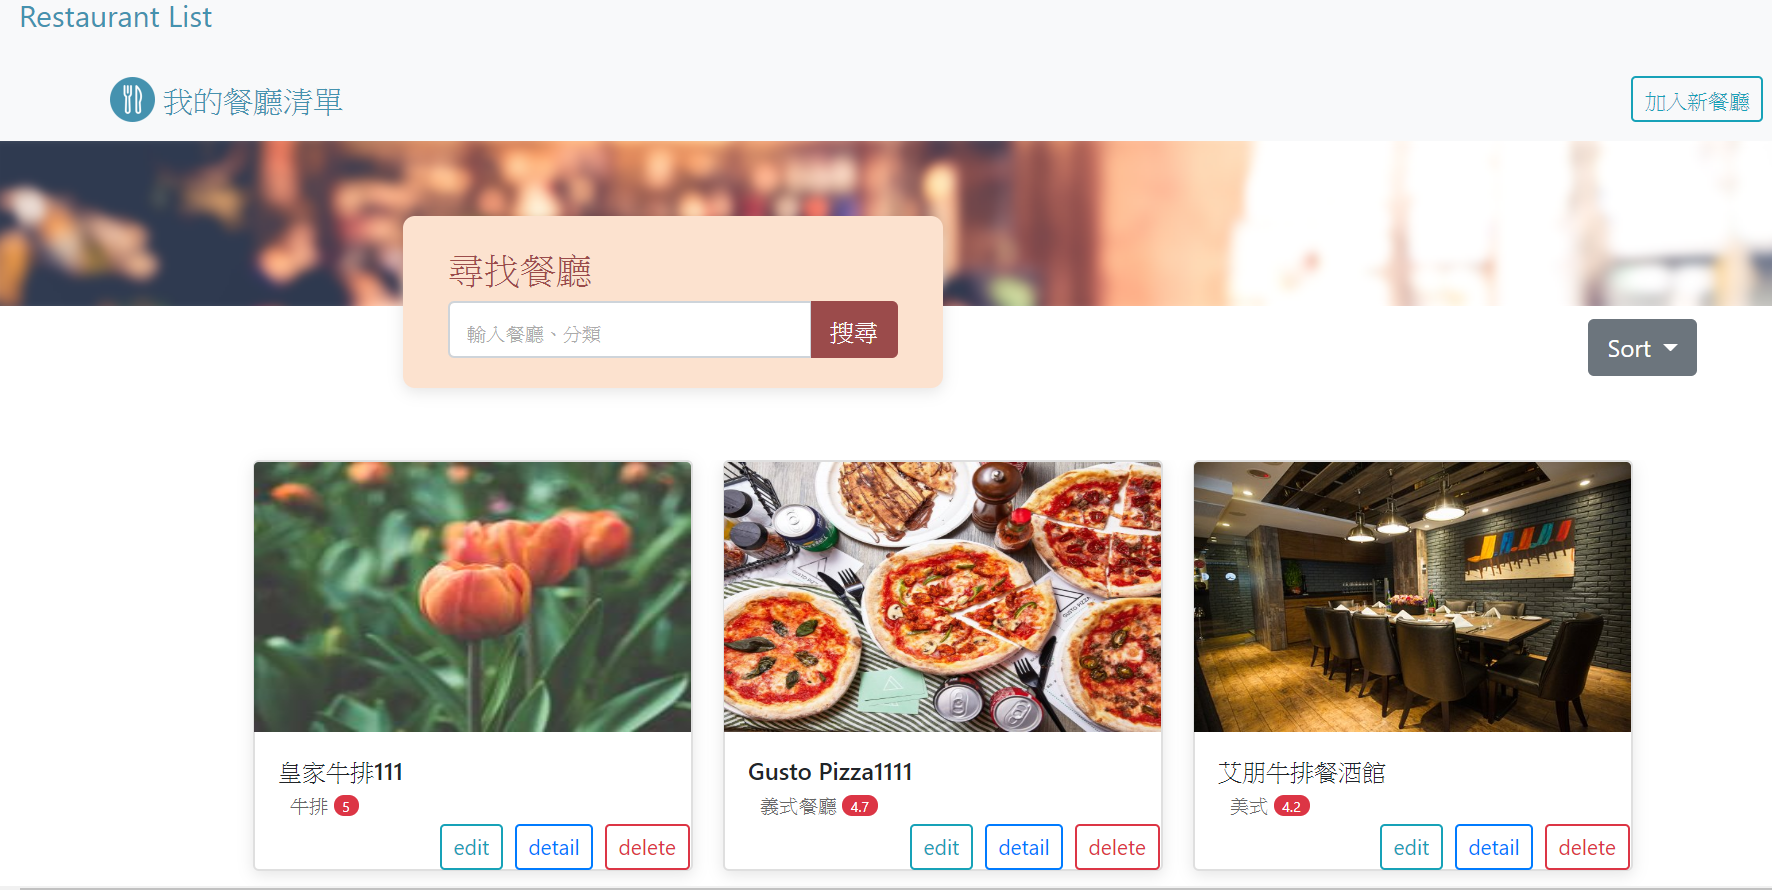 Restaurant List
我的餐廳清單
加入新餐廳
尋找餐廳
輸入餐廳、分類
搜尋
Sort
皇家牛排111
牛排 5
edit detail delete
Gusto Pizza1111
義式餐廳 4.7
edit detail delete
艾朋牛排餐酒館
美式 4.2
edit detail delete